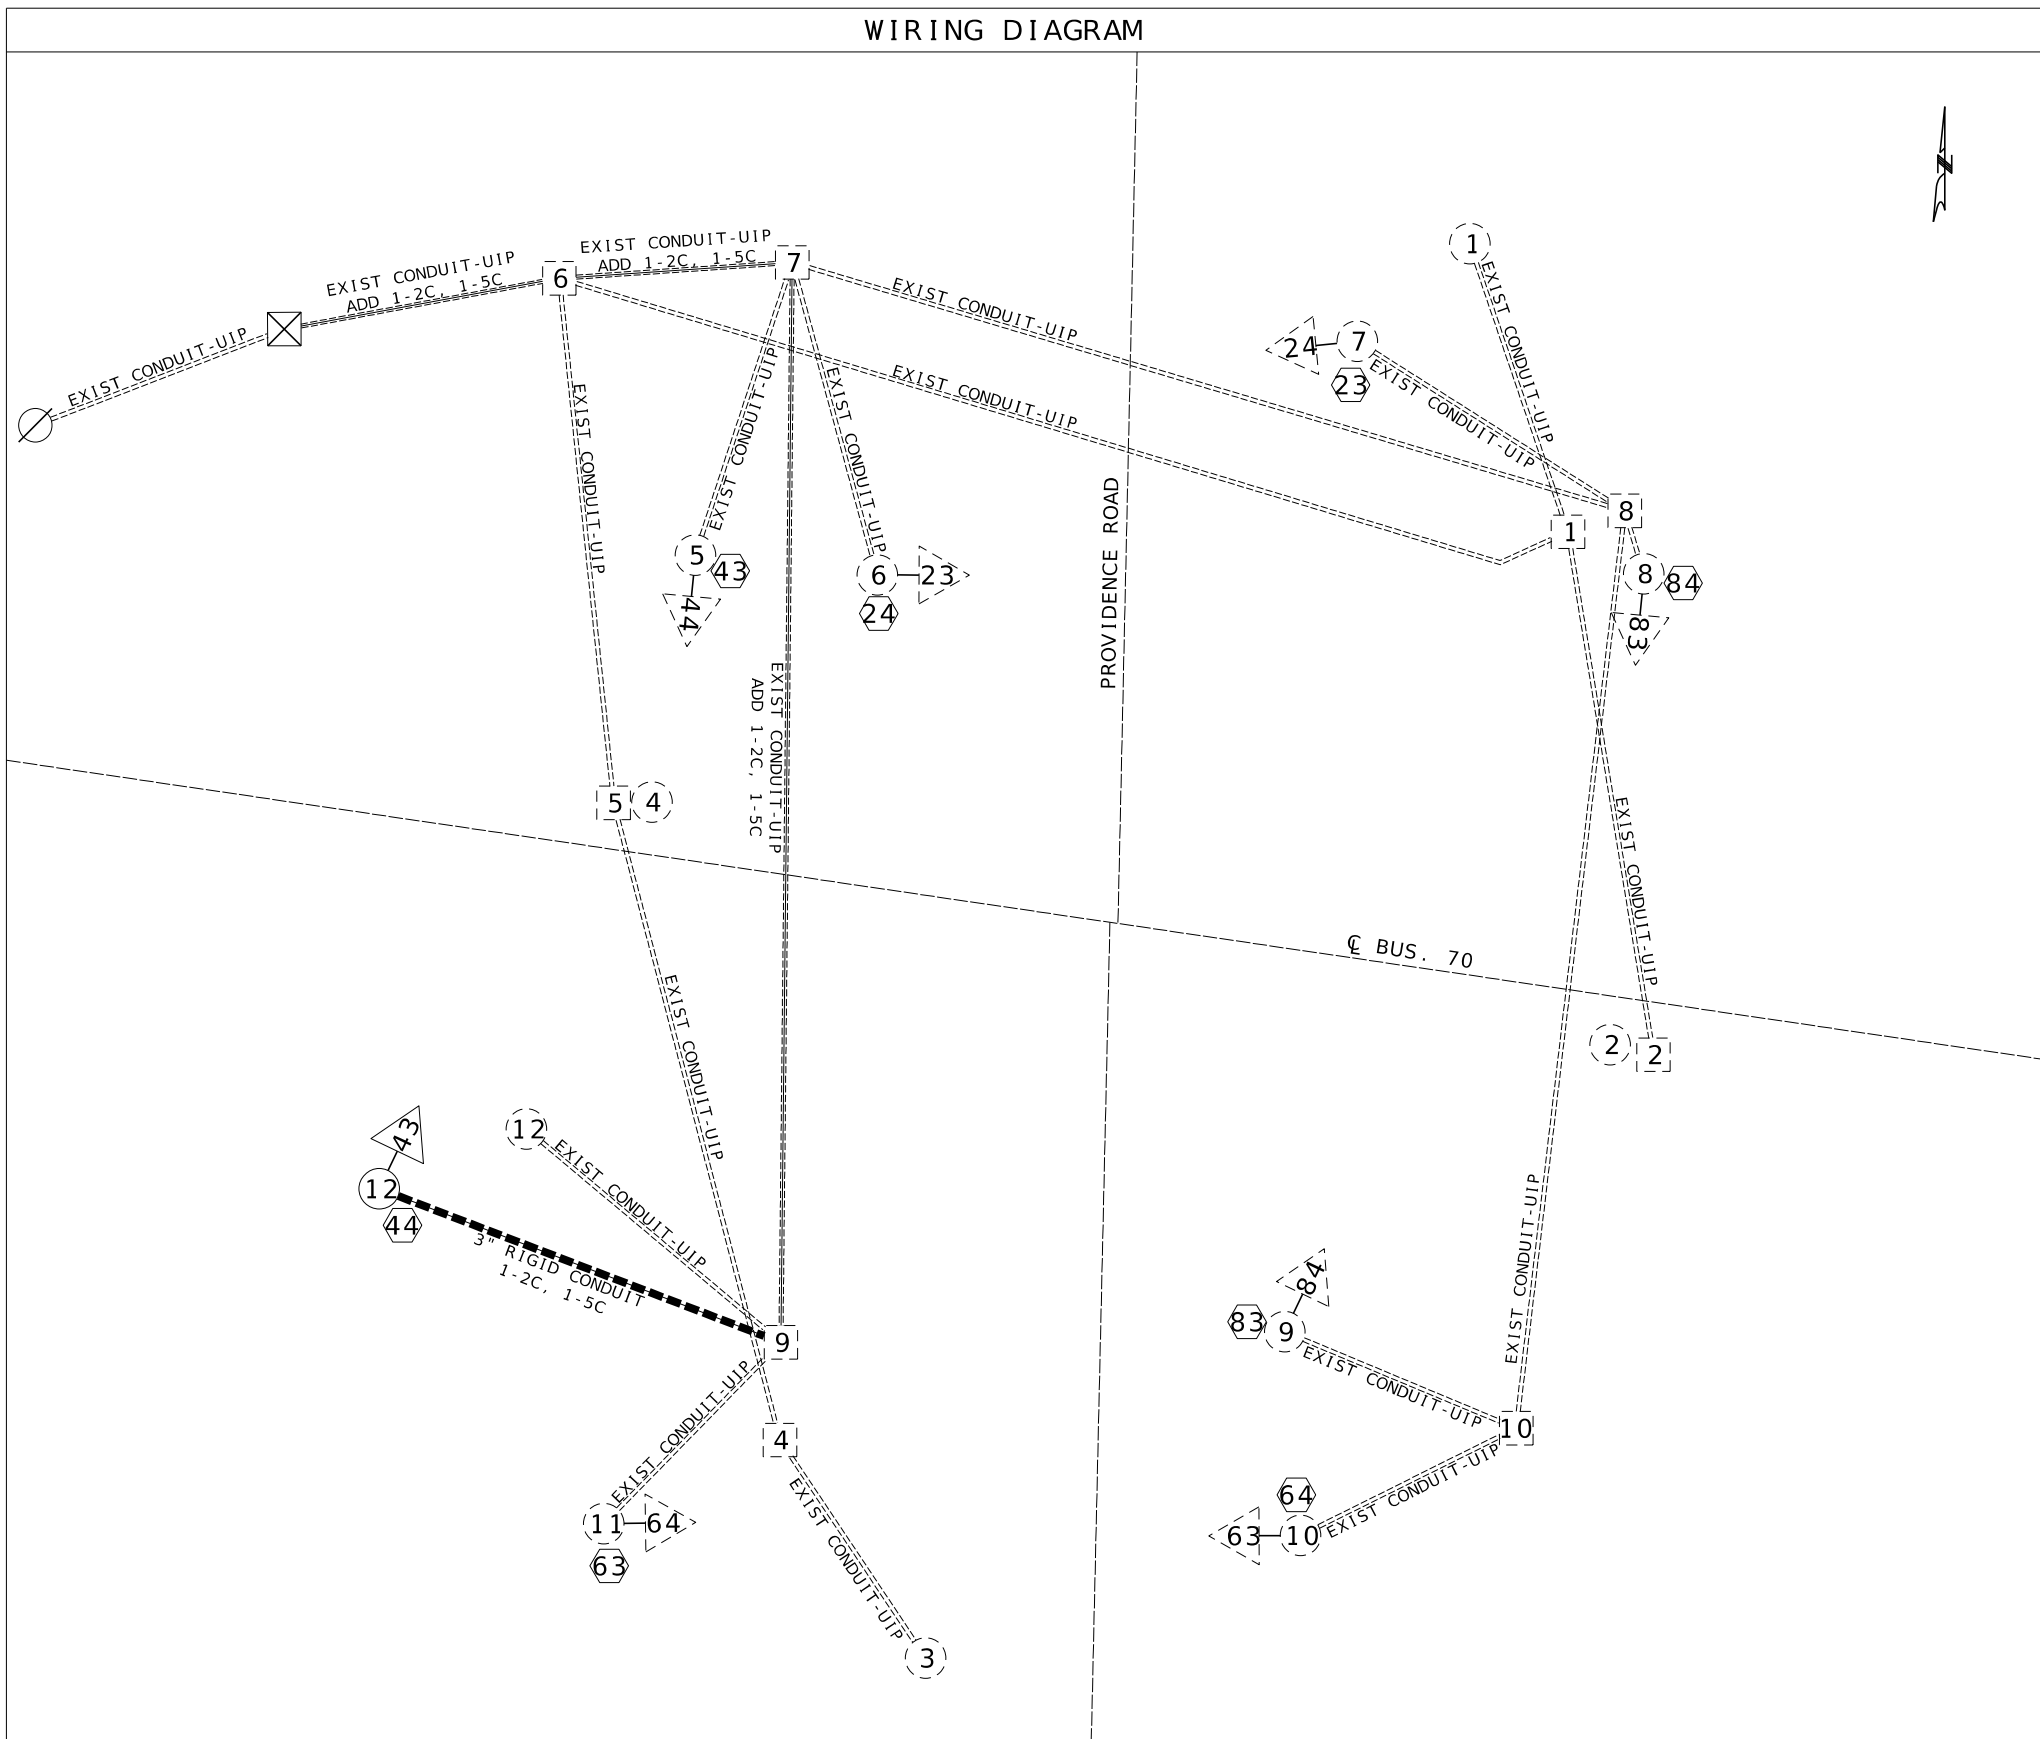 WIRING DIAGRAM
EXIST CONDUIT-UIP
EXIST CONDUIT-UIP
ADD 1-2C, 1-5C
6
EXIST CONDUIT-UIP
ADD 1-2C, 1-5C
7
EXIST CONDUIT-UIP
EXIST CONDUIT-UIP
EXIST CONDUIT-UIP
EXIST CONDUIT-UIP
EXIST CONDUIT-UIP
5
43
44
6
23
24
N
1
EXIST CONDUIT-UIP
24
7
23
EXIST CONDUIT-UIP
1
8
8
84
83
PROVIDENCE ROAD
EXIST CONDUIT-UIP
ADD 1-2C, 1-5C
5
4
EXIST CONDUIT-UIP
℄ BUS. 70
EXIST CONDUIT-UIP
2
2
43
12
44
12
EXIST CONDUIT-UIP
3" RIGID CONDUIT
1-2C, 1-5C
9
EXIST CONDUIT-UIP
4
11
64
63
EXIST CONDUIT-UIP
3
EXIST CONDUIT-UIP
84
83
9
EXIST CONDUIT-UIP
10
64
63
10
EXIST CONDUIT-UIP